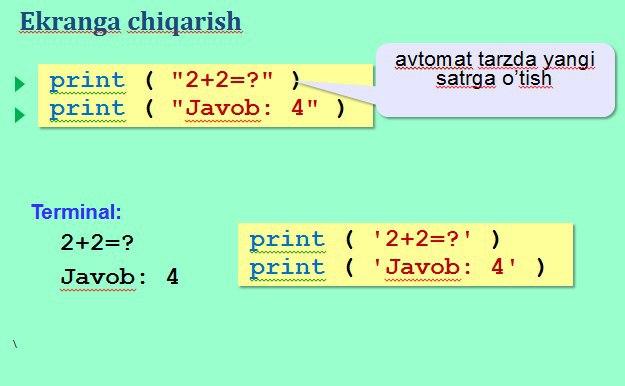 Ekranga chiqarish
print ( "2+2=?" )
print ( "Javob: 4" )
avtomat tarzda yangi
satrga o’tish
Terminal:
2+2=?
Javob: 4
print ( '2+2=?' )
print ( 'Javob: 4' )
\